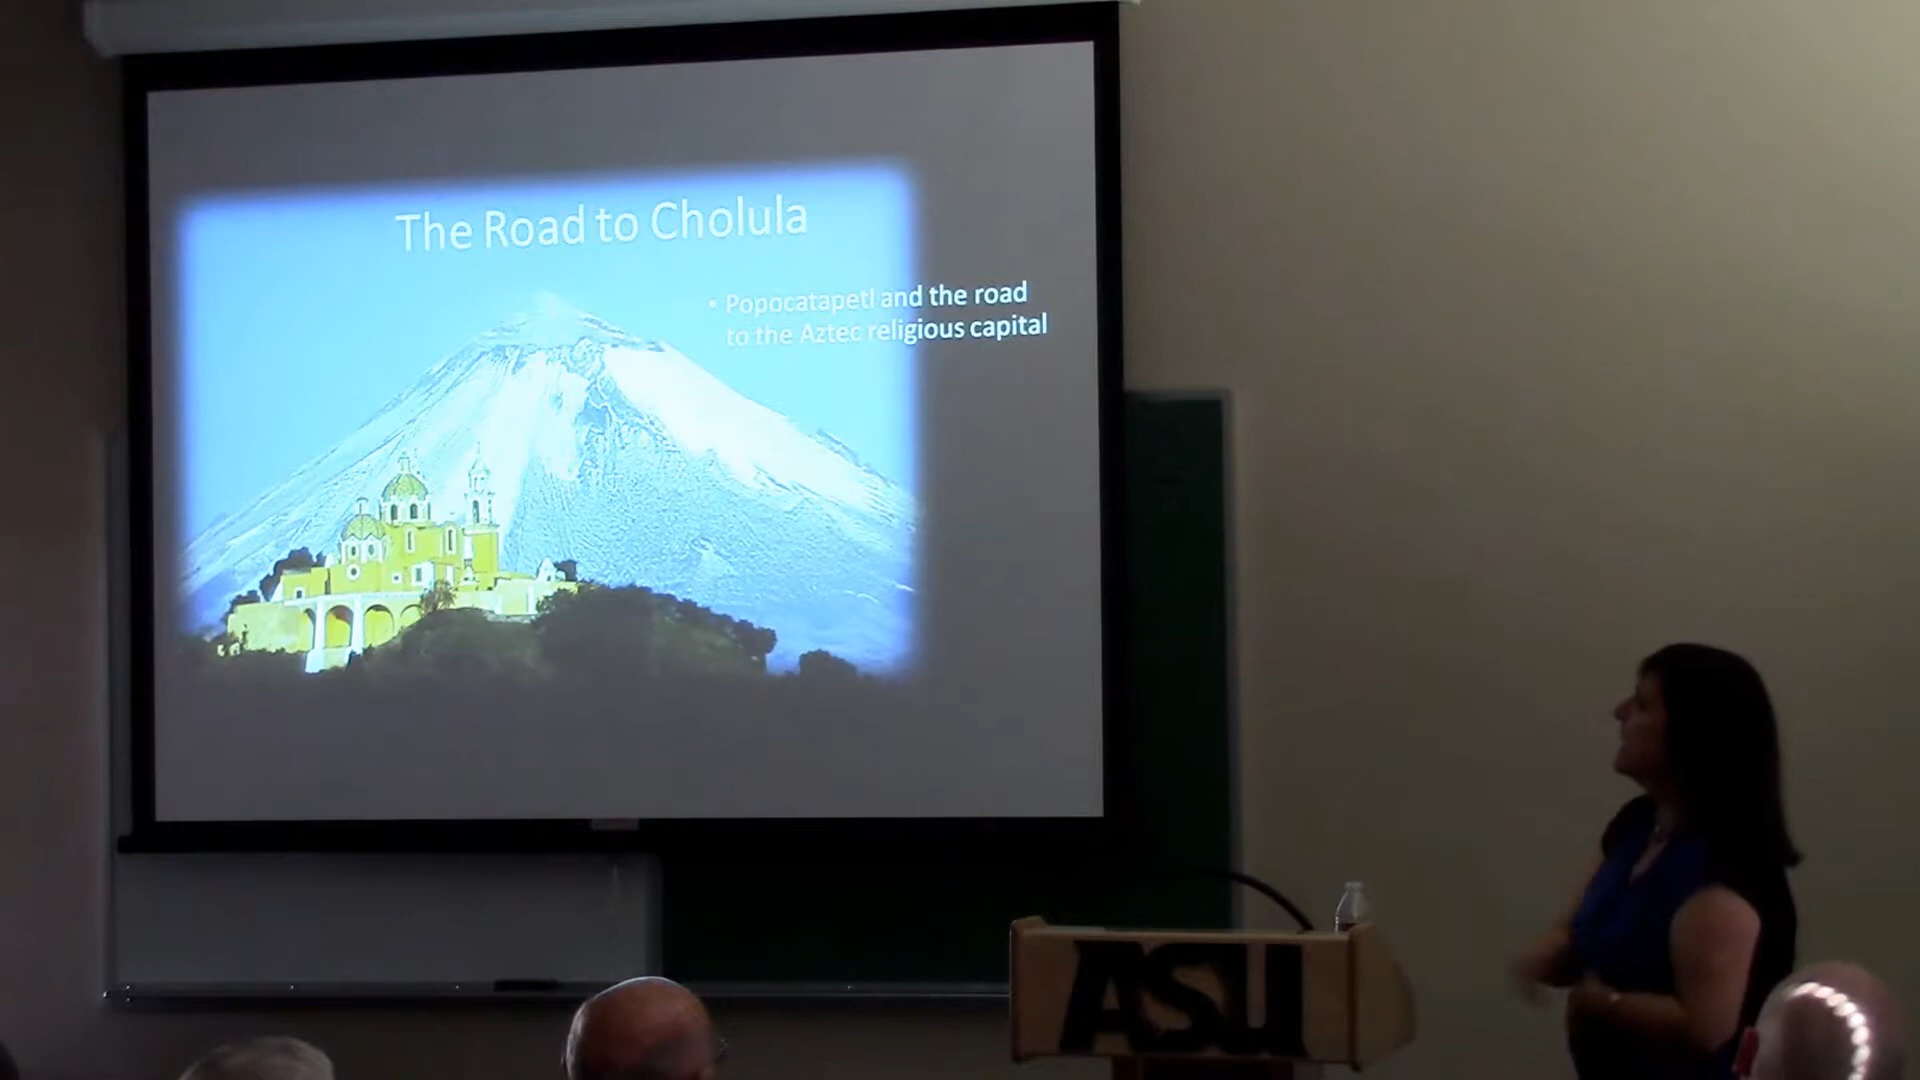 The Road to Cholula
• Popocatapetl and the road
to the Aztec religious capital
ASU